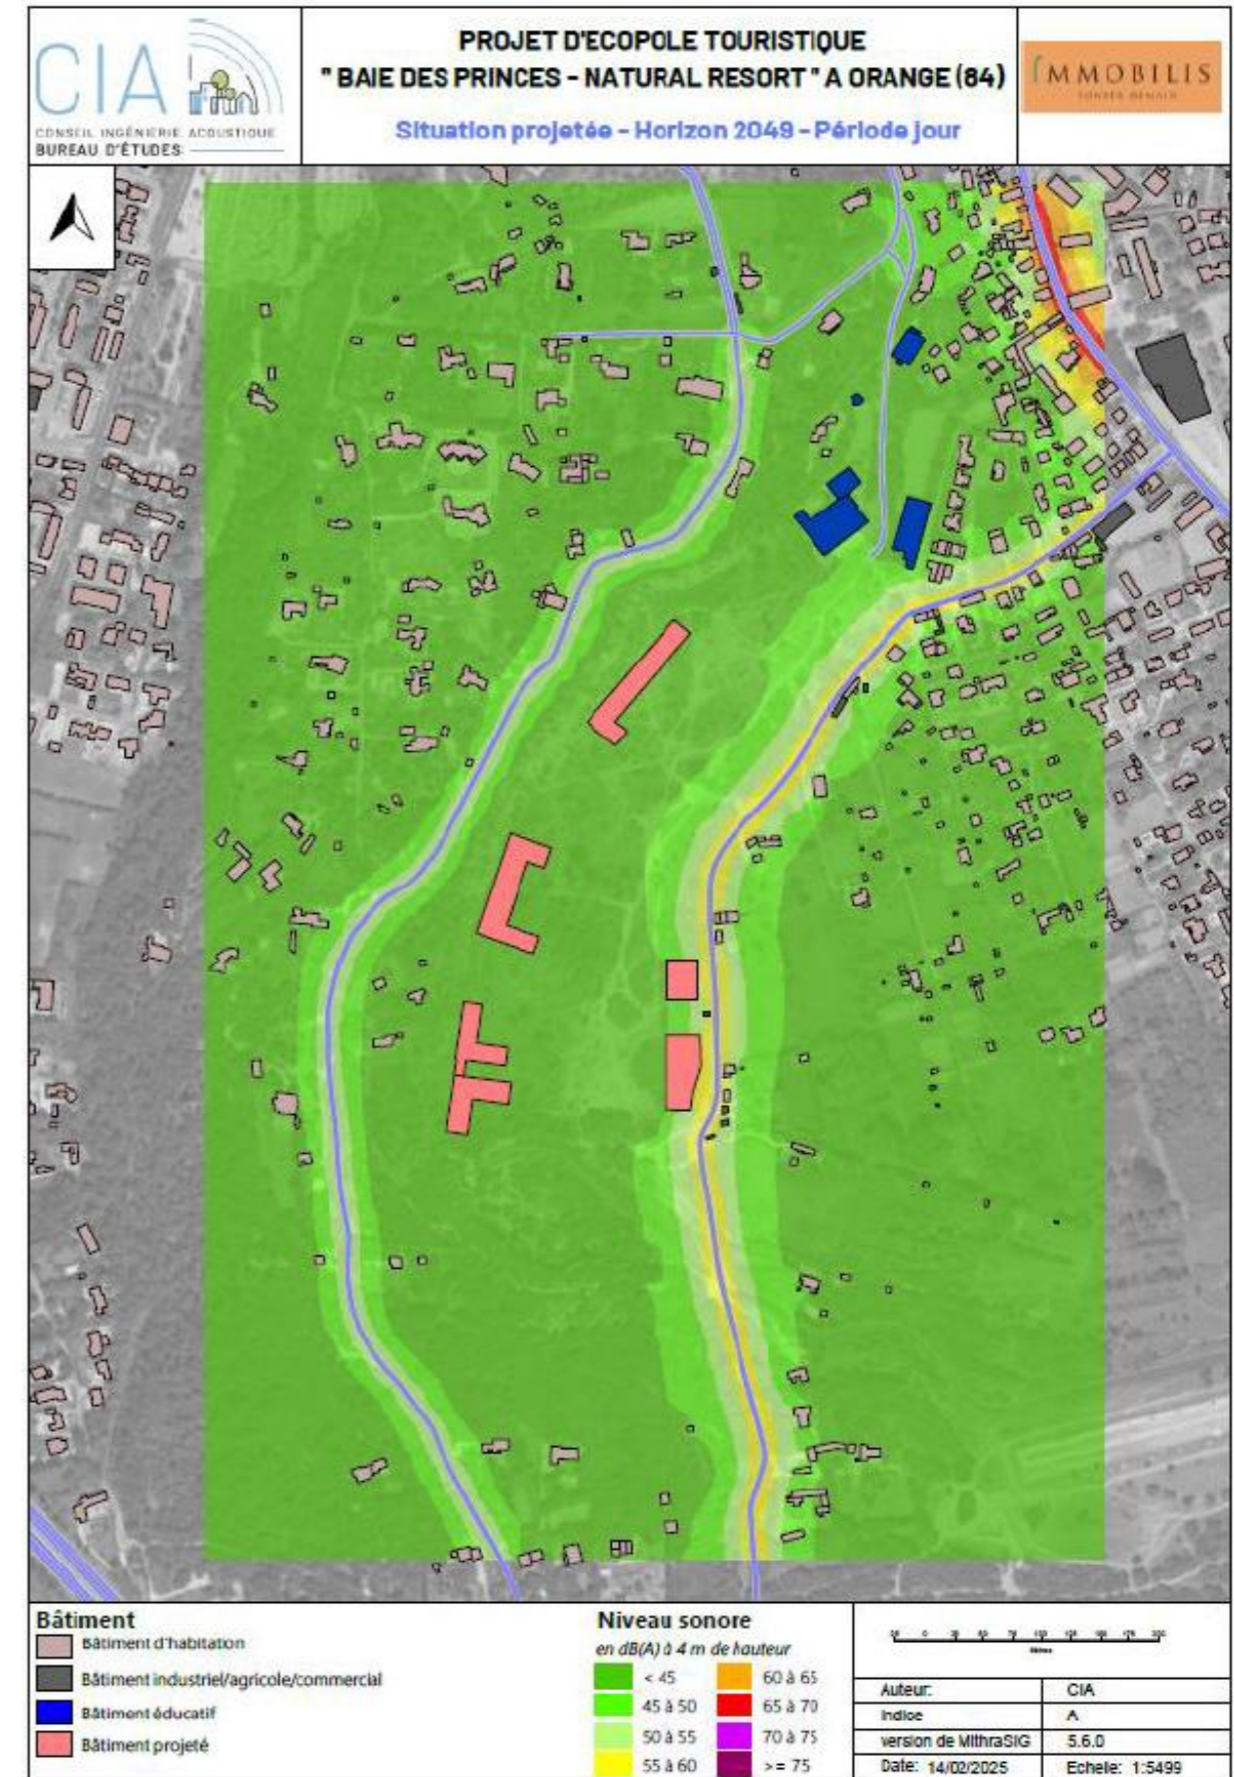 CIA
CONSEIL INGÉNIERIE ACOUSTIQUE
BUREAU D'ÉTUDES
PROJET D'ECOPOLE TOURISTIQUE
" BAIE DES PRINCES - NATURAL RESORT " A ORANGE (84)
Situation projetée - Horizon 2049 - Période jour
IMMOBILIS
Bâtiment
Bâtiment d'habitation
Bâtiment industriel/agricole/commercial
Bâtiment éducatif
Bâtiment projeté
Niveau sonore
en dB(A) à 4 m de hauteur
< 45
45 à 50
50 à 55
55 à 60
60 à 65
65 à 70
70 à 75
>= 75
Auteur: CIA
Indice A
version de MithraSIG 5.6.0
Date: 14/02/2025 Echelle: 1:5499